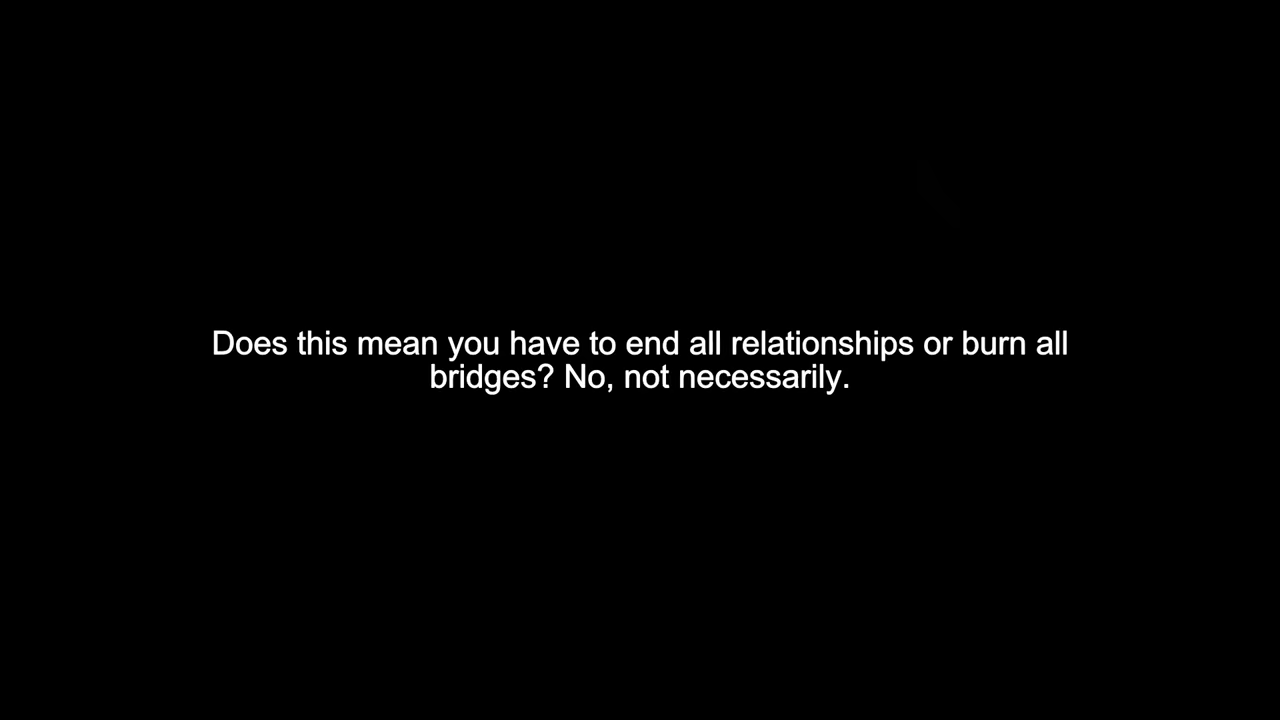 Does this mean you have to end all relationships or burn all
bridges? No, not necessarily.